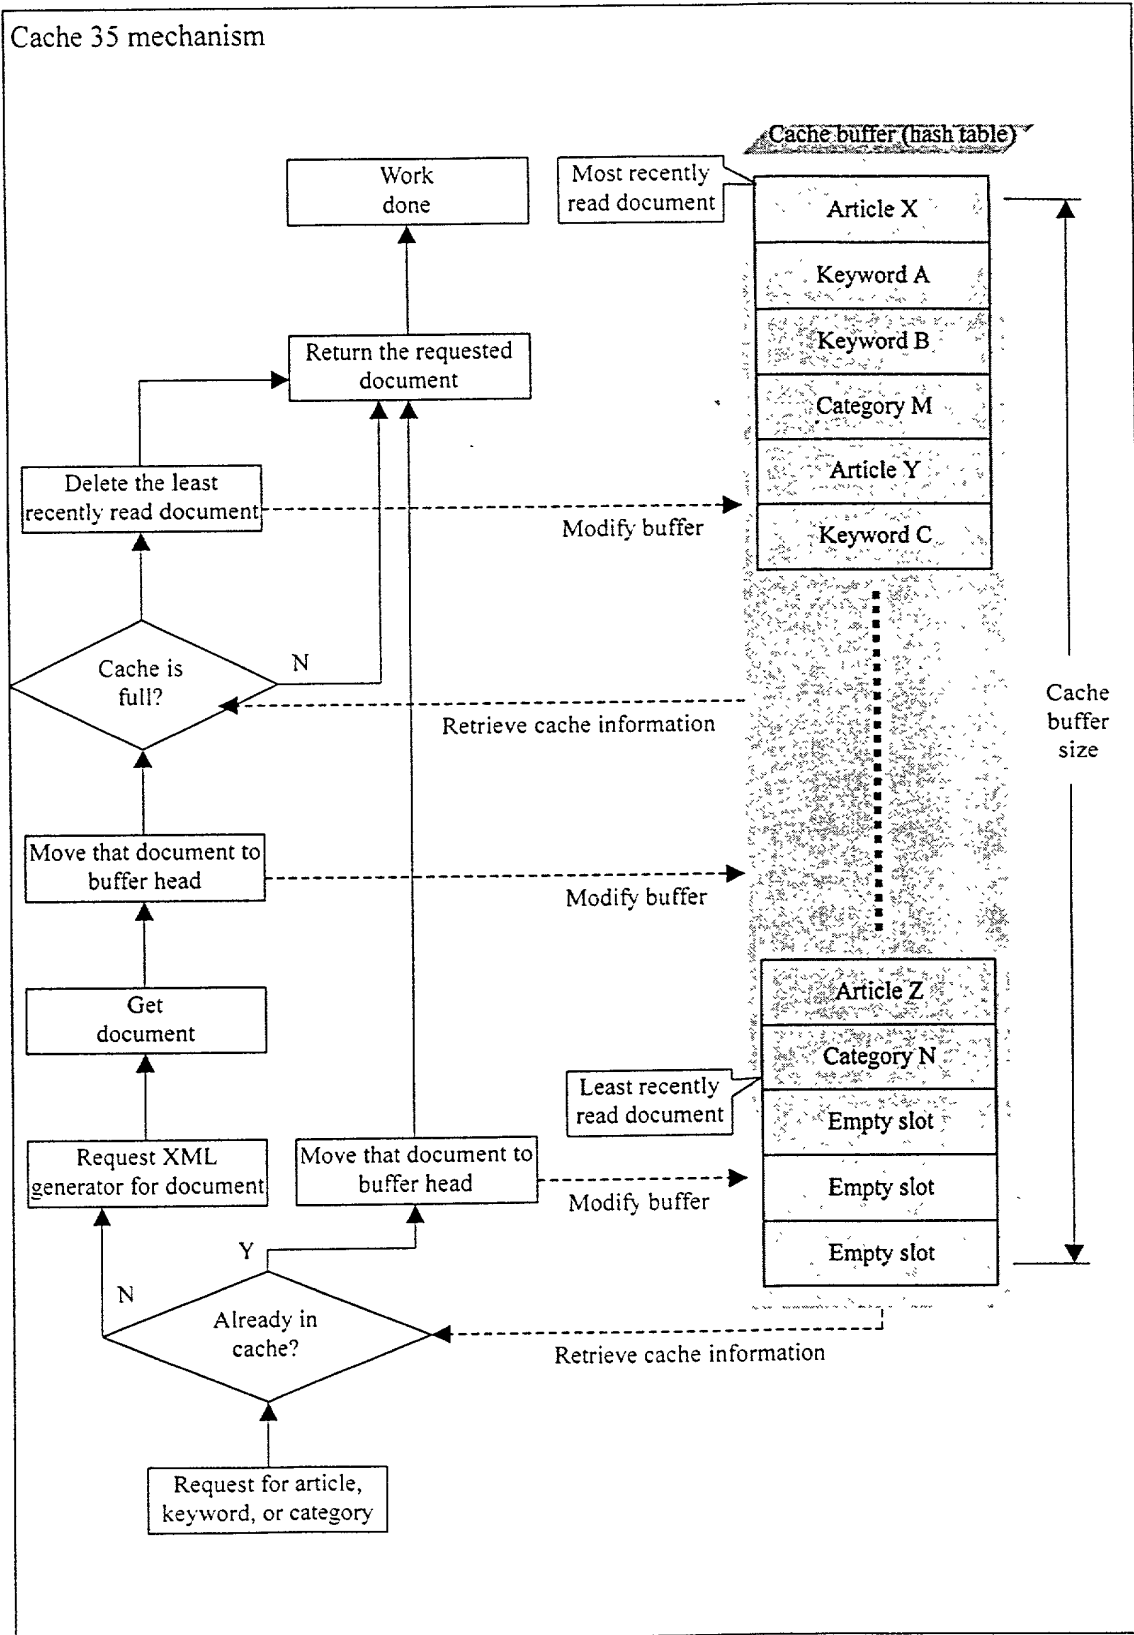 Cache 35 mechanism
Cache buffer (hash table)
Work
done
Most recently
read document
Article X
Keyword A
Keyword B
Category M
Article Y
Keyword C
Return the requested
document
Delete the least
recently read document
Modify buffer
Cache is
full?
N
Retrieve cache information
Cache
buffer
size
Move that document to
buffer head
Modify buffer
Get
document
Article Z
Category N
Empty slot
Empty slot
Empty slot
Least recently
read document
Request XML
generator for document
Move that document to
buffer head
Modify buffer
Y
N
Already in
cache?
Retrieve cache information
Request for article,
keyword, or category